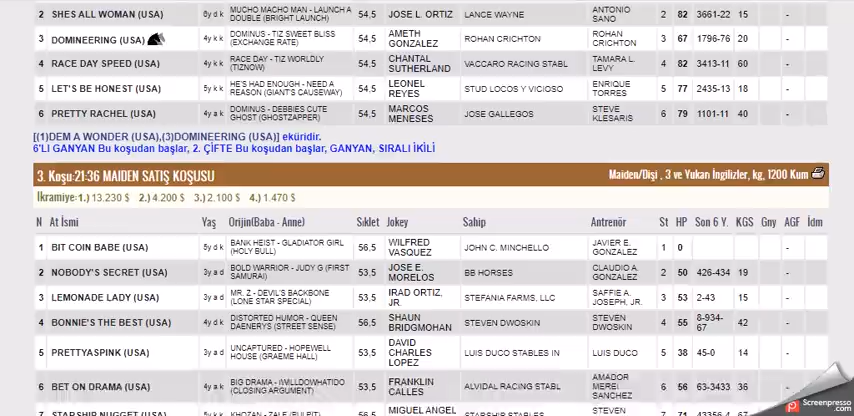 2 SHES ALL WOMAN (USA) 6y d k MUCHO MACHO MAN - LAUNCH A DOUBLE (BRIGHT LAUNCH) 54,5 JOSE L. ORTIZ LANCE WAYNE ANTONIO SANO 2 82 3661-22 15 -
3 DOMINEERING (USA) 4y k k DOMINUS - TIZ SWEET BLISS (EXCHANGE RATE) 54,5 AMETH GONZALEZ ROHAN CRICHTON ROHAN CRICHTON 3 67 1796-76 20 -
4 RACE DAY SPEED (USA) 4y k k RACE DAY - TIZ WORLDLY (TIZNOW) 54,5 CHANTAL SUTHERLAND VACCARO RACING STABL TAMARA L. LEVY 4 82 3413-11 60 -
5 LET'S BE HONEST (USA) 5y k k HE'S HAD ENOUGH - NEED A REASON (GIANT'S CAUSEWAY) 54,5 LEONEL REYES STUD LOCOS Y VICIOSO ENRIQUE TORRES 5 77 2435-13 18 -
6 PRETTY RACHEL (USA) 4y a k DOMINUS - DEBBIES CUTE GHOST (GHOSTZAPPER) 54,5 MARCOS MENESES JOSE GALLEGOS STEVE KLESARIS 6 79 1101-11 40 -
[(1)DEM A WONDER (USA),(3)DOMINEERING (USA)] eküridir.
6'LI GANYAN Bu koşudan başlar, 2. ÇİFTE Bu koşudan başlar, GANYAN, SIRALI İKİLİ
3. Koşu:21:36 MAIDEN SATIŞ KOŞUSU Maiden/Dişi , 3 ve Yukarı İngilizler, kg, 1200 Kum
İkramiye:1.) 13.230 $ 2.) 4.200 $ 3.) 2.100 $ 4.) 1.470 $
N At İsmi Yaş Orijin(Baba - Anne) Sıklet Jokey Sahip Antrenör St HP Son 6 Y. KGS Gny AGF İdm
1 BIT COIN BABE (USA) 5y d k BANK HEIST - GLADIATOR GIRL (HOLY BULL) 56,5 WILFRED VASQUEZ JOHN C. MINCHELLO JAVIER E. GONZALEZ 1 0 -
2 NOBODY'S SECRET (USA) 3y a d BOLD WARRIOR - JUDY G (FIRST SAMURAI) 53,5 JOSE E. MORELOS BB HORSES CLAUDIO A. GONZALEZ 2 50 426-434 19 -
3 LEMONADE LADY (USA) 3y a d MR. Z - DEVIL'S BACKBONE (LONE STAR SPECIAL) 53,5 IRAD ORTIZ, JR. STEFANIA FARMS, LLC SAFFIE A. JOSEPH, JR. 3 53 2-43 15 -
4 BONNIE'S THE BEST (USA) 4y d k DISTORTED HUMOR - QUEEN DAENERYS (STREET SENSE) 56,5 SHAUN BRIDGMOHAN STEVEN DWOSKIN STEVEN DWOSKIN 4 55 8-934-67 42 -
5 PRETTYASPINK (USA) 3y a d UNCAPTURED - HOPEWELL HOUSE (GRAEME HALL) 53,5 DAVID CHARLES LOPEZ LUIS DUCO STABLES IN LUIS DUCO 5 38 45-0 14 -
6 BET ON DRAMA (USA) 4y a k BIG DRAMA - IWILLDOWHATIDO (CLOSING ARGUMENT) 53,5 FRANKLIN CALLES ALVIDAL RACING STABL AMADOR MEREI SANCHEZ 6 56 63-3433 36 -
STARSHIP NUGGET (USA) KHOZAN - ZALE (PULPIT) MIGUEL ANGEL STARSHIP STABLES STEVEN
Screenpresso.com